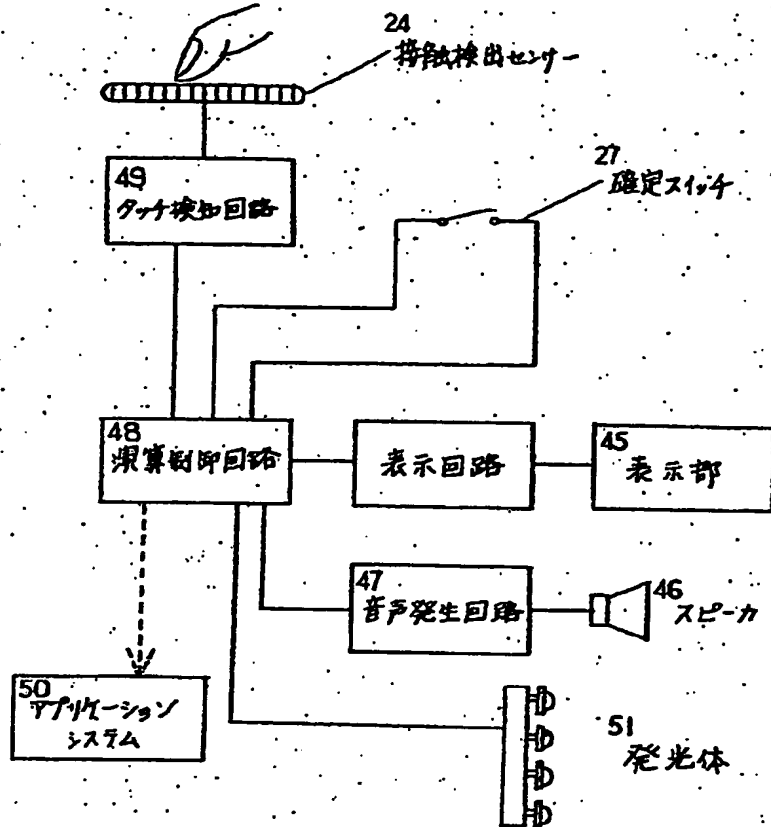 24
接触検出センサー
49
タッチ検知回路
27
確定スイッチ
48
演算制御回路
表示回路
45
表示部
47
音声発生回路
46
スピーカ
50
アプリケーション
システム
51
発光体